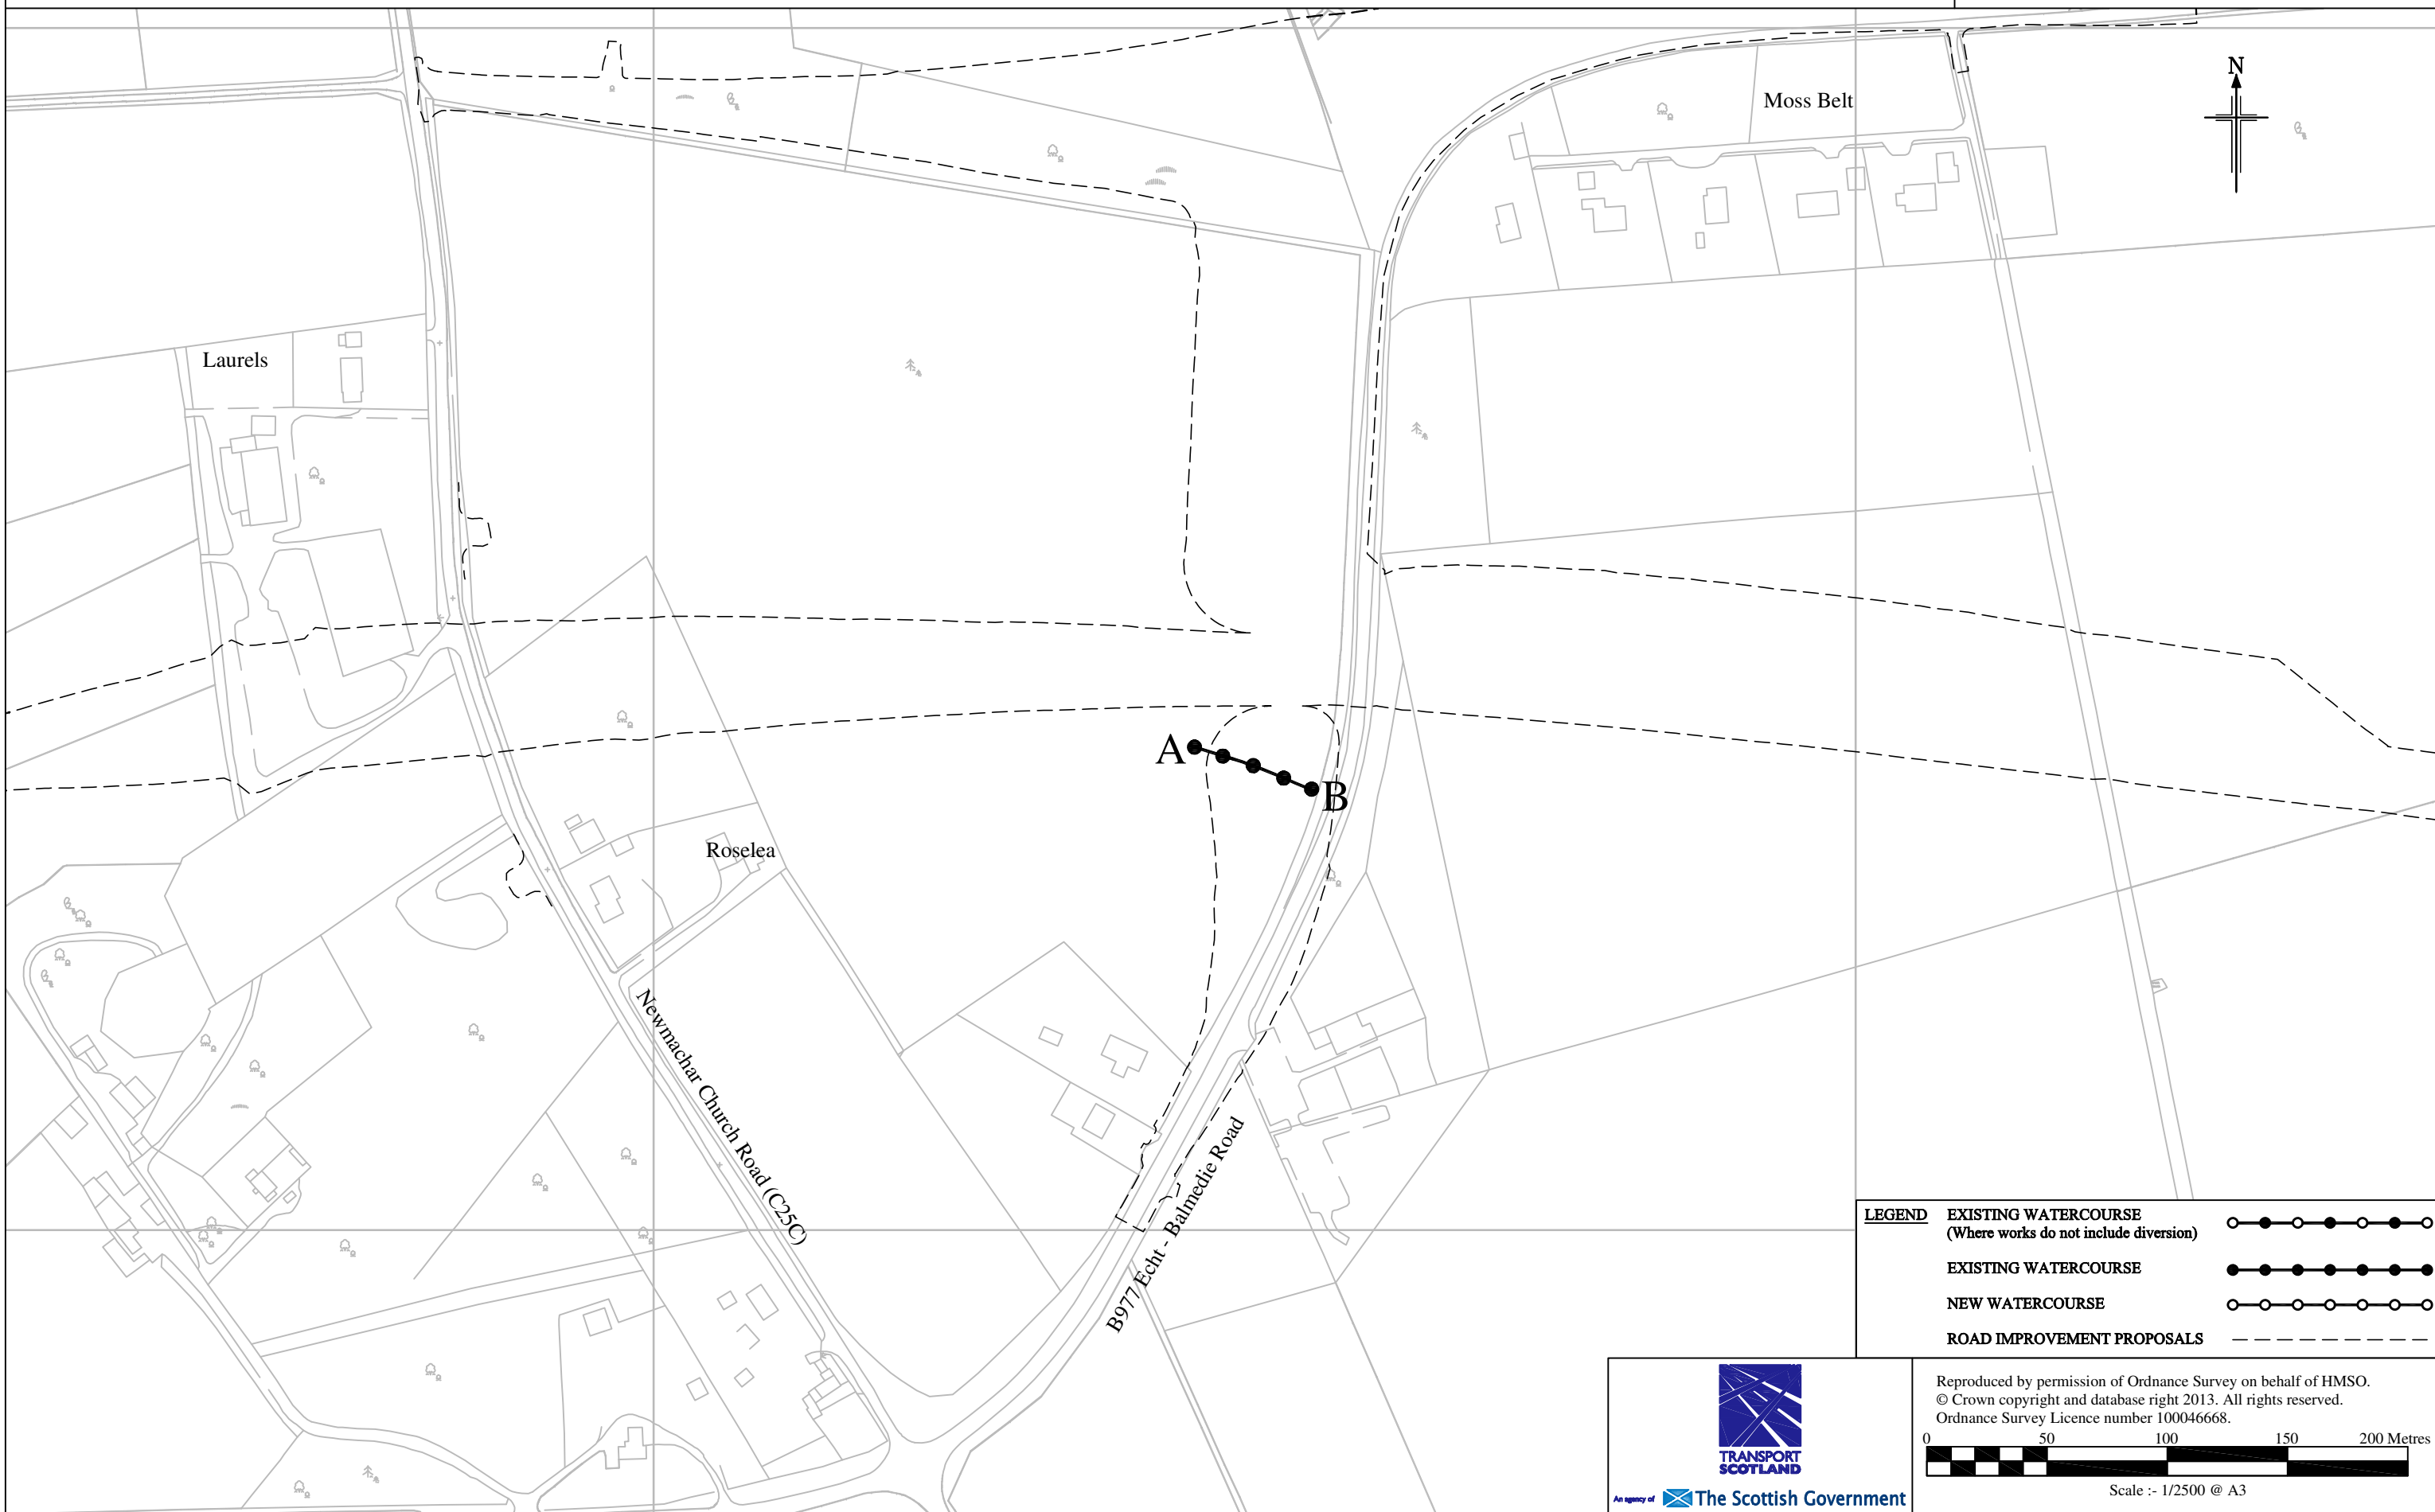 N
Moss Belt
Laurels
A
B
Roselea
Newmachar Church Road (C25C)
B977 Echt - Balmedie Road
LEGEND
EXISTING WATERCOURSE
(Where works do not include diversion)
EXISTING WATERCOURSE
NEW WATERCOURSE
ROAD IMPROVEMENT PROPOSALS
TRANSPORT
SCOTLAND
An agency of The Scottish Government
Reproduced by permission of Ordnance Survey on behalf of HMSO.
© Crown copyright and database right 2013. All rights reserved.
Ordnance Survey Licence number 100046668.
0 50 100 150 200 Metres
Scale :- 1/2500 @ A3